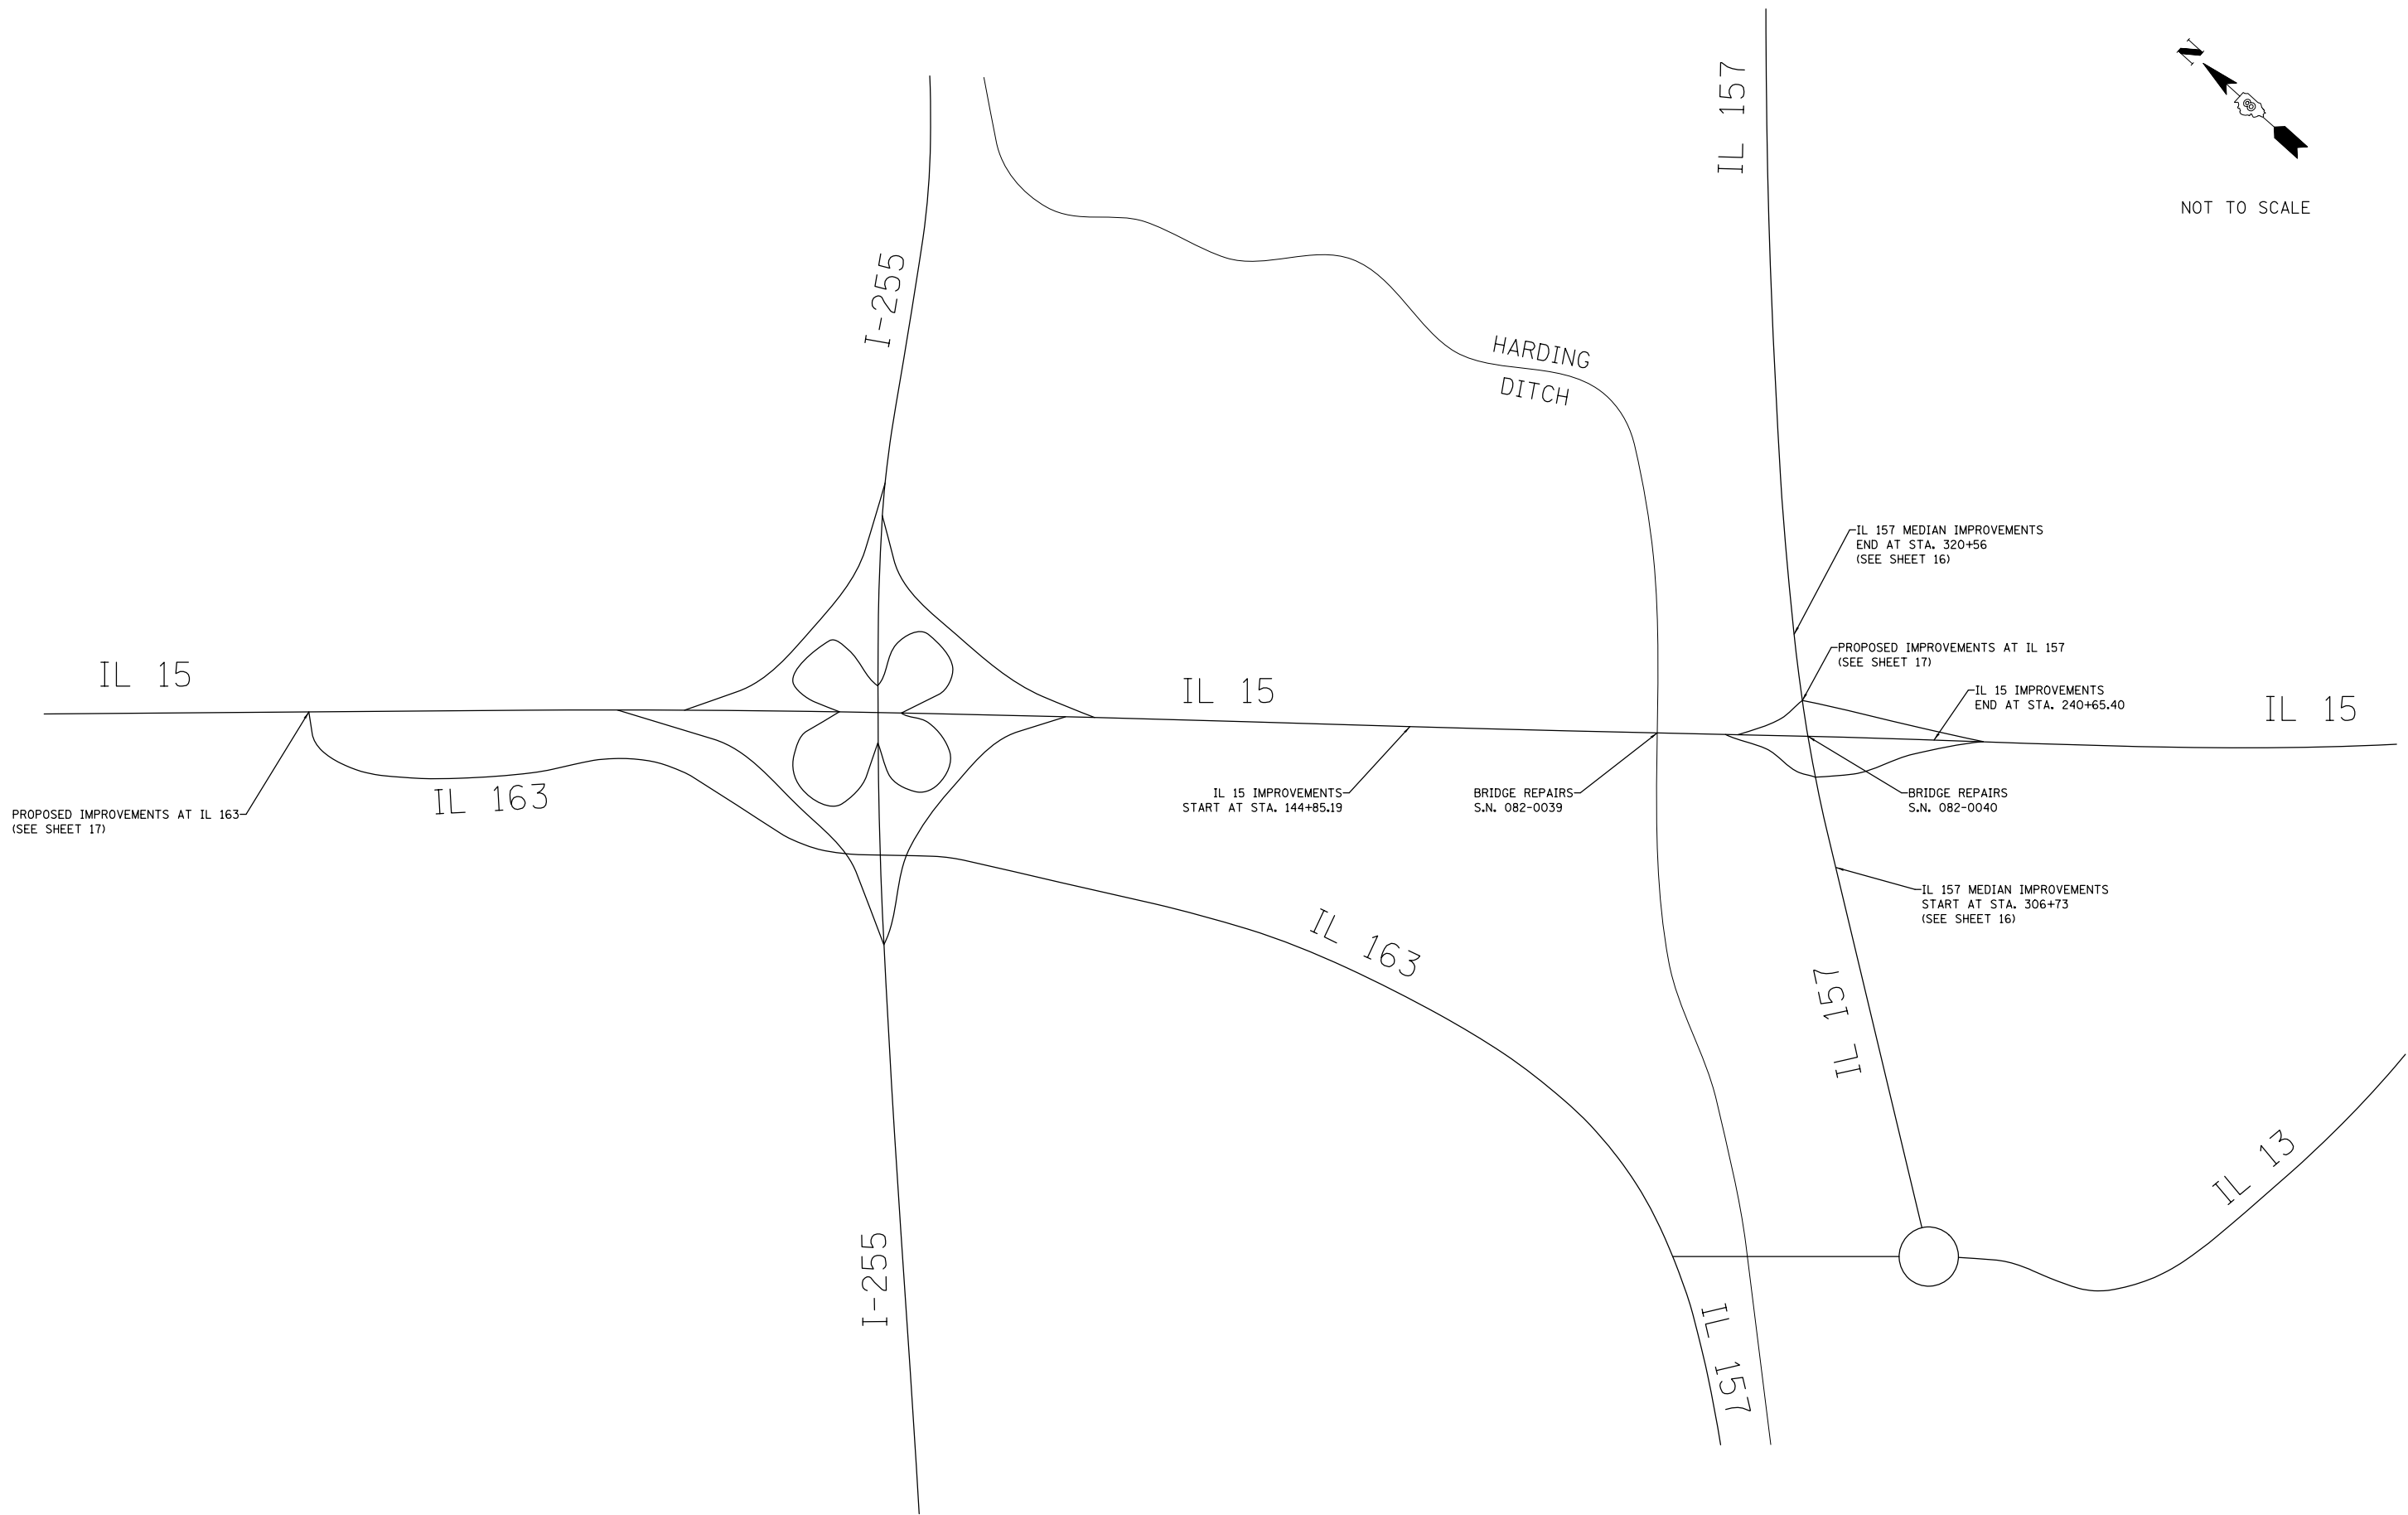 IL 157
N
NOT TO SCALE
I-255
HARDING
DITCH
IL 157 MEDIAN IMPROVEMENTS
END AT STA. 320+56
(SEE SHEET 16)
PROPOSED IMPROVEMENTS AT IL 157
(SEE SHEET 17)
IL 15
IL 15
IL 15 IMPROVEMENTS
END AT STA. 240+65.40
IL 15
IL 163
PROPOSED IMPROVEMENTS AT IL 163
(SEE SHEET 17)
IL 15 IMPROVEMENTS
START AT STA. 144+85.19
BRIDGE REPAIRS
S.N. 082-0039
BRIDGE REPAIRS
S.N. 082-0040
IL 157 MEDIAN IMPROVEMENTS
START AT STA. 306+73
(SEE SHEET 16)
IL 163
IL 157
IL 13
I-255
IL 157